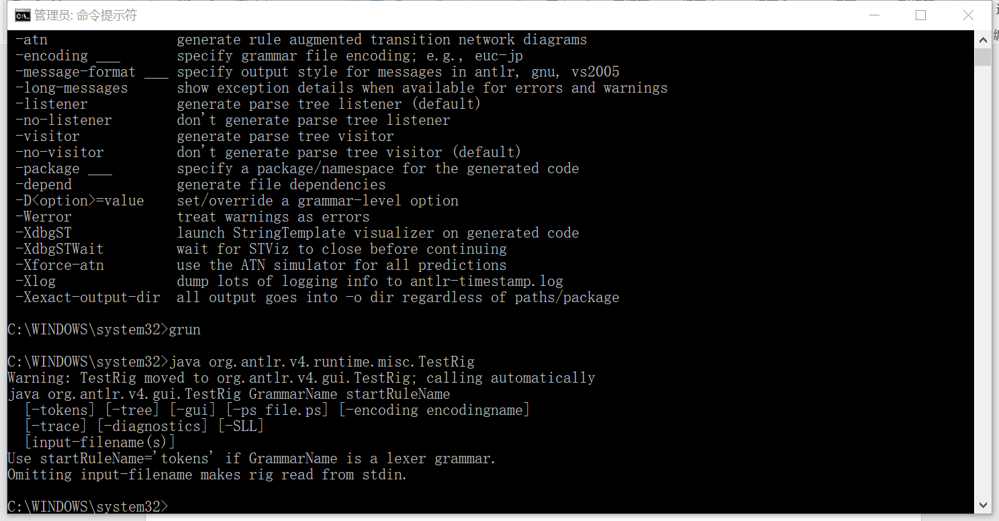 管理员: 命令提示符
-atn                generate rule augmented transition network diagrams
-encoding ___       specify grammar file encoding; e.g., euc-jp
-message-format ___ specify output style for messages in antlr, gnu, vs2005
-long-messages      show exception details when available for errors and warnings
-listener           generate parse tree listener (default)
-no-listener        don't generate parse tree listener
-visitor            generate parse tree visitor
-no-visitor         don't generate parse tree visitor (default)
-package ___        specify a package/namespace for the generated code
-depend             generate file dependencies
-D<option>=value    set/override a grammar-level option
-Werror             treat warnings as errors
-XdbgST             launch StringTemplate visualizer on generated code
-XdbgSTWait         wait for STViz to close before continuing
-Xforce-atn         use the ATN simulator for all predictions
-Xlog               dump lots of logging info to antlr-timestamp.log
-Xexact-output-dir  all output goes into -o dir regardless of paths/package
C:\WINDOWS\system32>grun
C:\WINDOWS\system32>java org.antlr.v4.runtime.misc.TestRig
Warning: TestRig moved to org.antlr.v4.gui.TestRig; calling automatically
java org.antlr.v4.gui.TestRig GrammarName startRuleName
[-tokens] [-tree] [-gui] [-ps file.ps] [-encoding encodingname]
[-trace] [-diagnostics] [-SLL]
[input-filename(s)]
Use startRuleName='tokens' if GrammarName is a lexer grammar.
Omitting input-filename makes rig read from stdin.
C:\WINDOWS\system32>